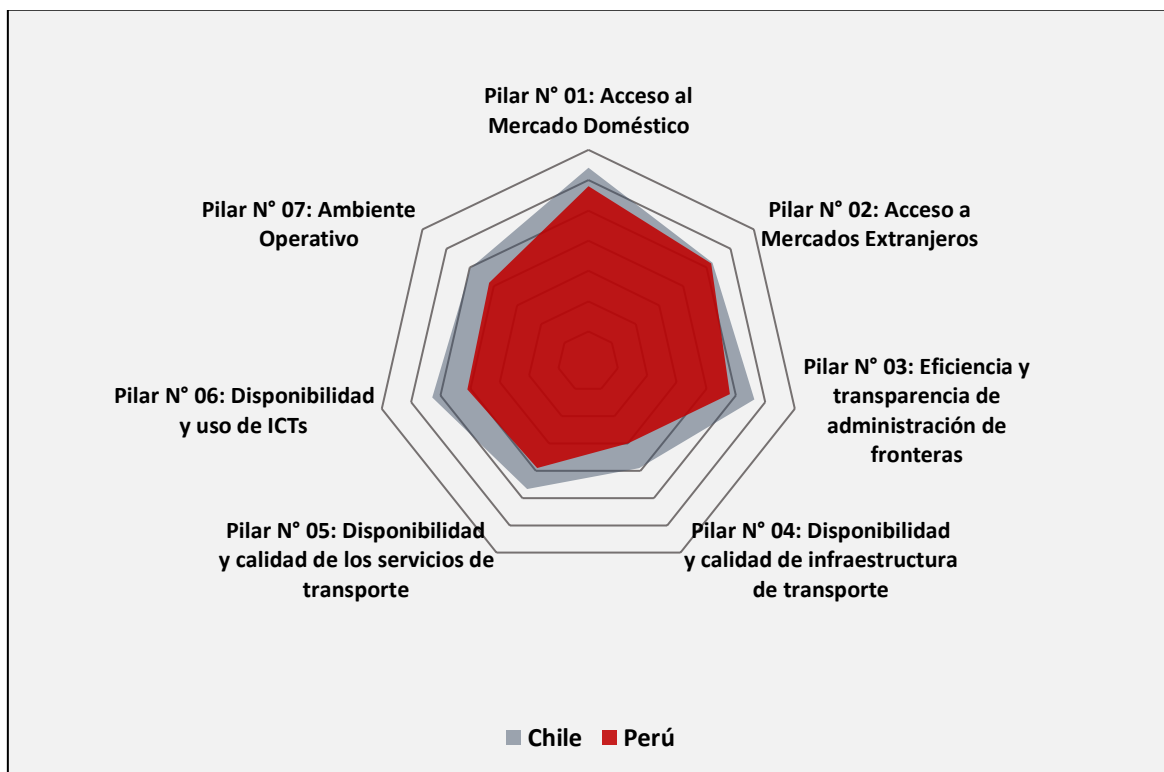 Pilar N° 01: Acceso al
Mercado Doméstico
Pilar N° 02: Acceso a
Mercados Extranjeros
Pilar N° 03: Eficiencia y
transparencia de
administración de
fronteras
Pilar N° 04: Disponibilidad
y calidad de infraestructura
de transporte
Pilar N° 05: Disponibilidad
y calidad de los servicios de
transporte
Pilar N° 06: Disponibilidad
y uso de ICTs
Pilar N° 07: Ambiente
Operativo
Chile Perú